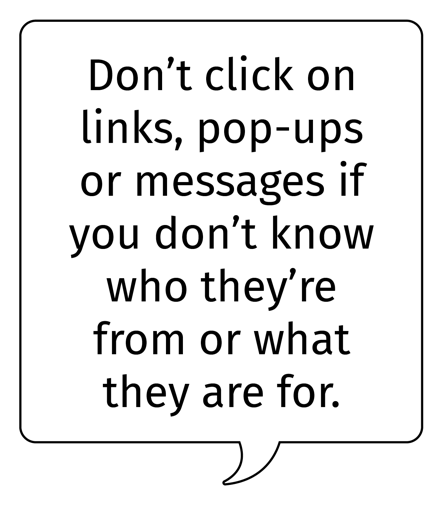 Don’t click on
links, pop-ups
or messages if
you don’t know
who they’re
from or what
they are for.